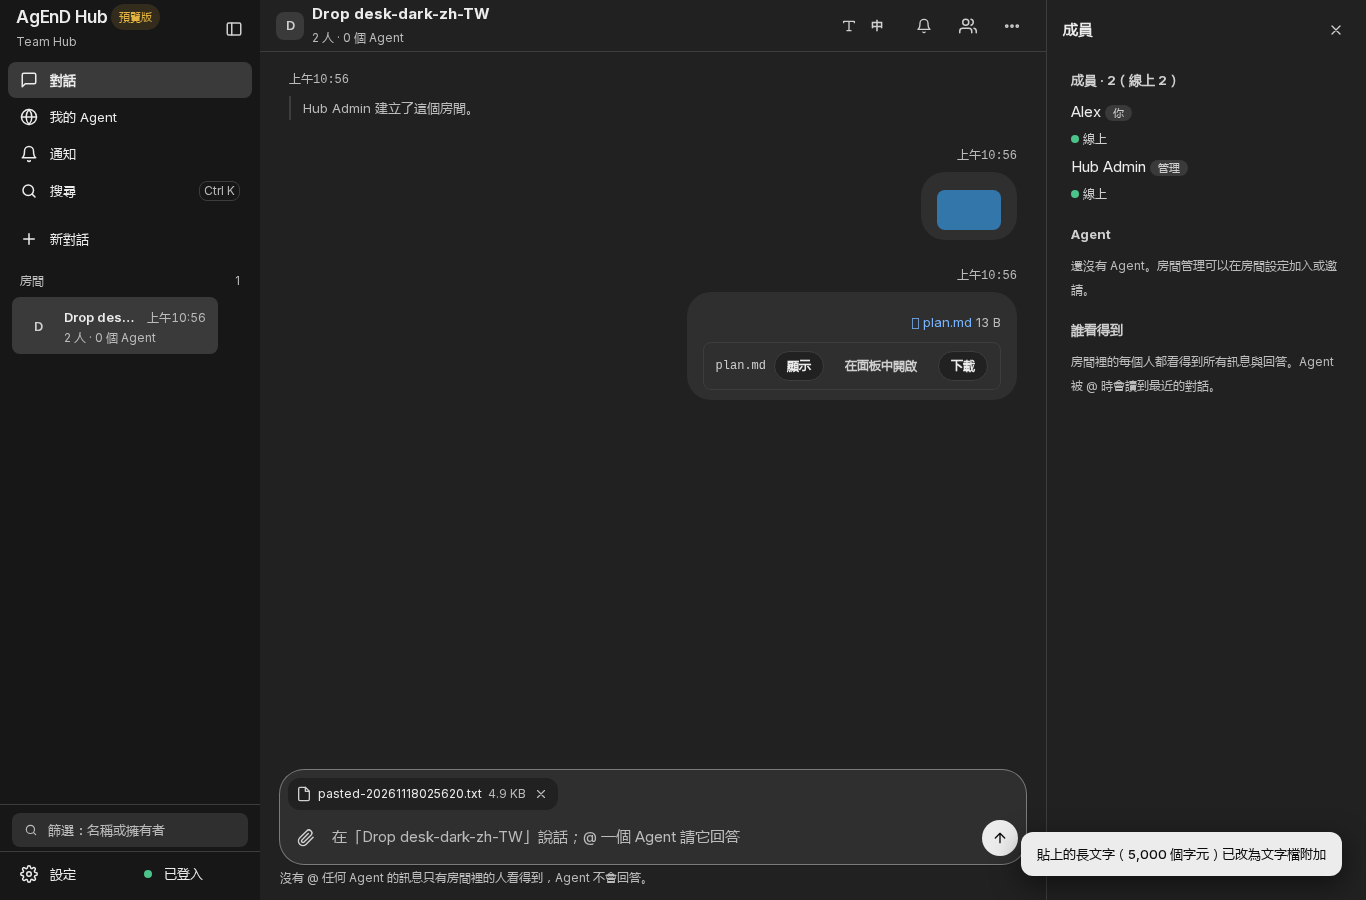 AgEnD Hub 預覽版
Team Hub
對話
我的 Agent
通知
搜尋 Ctrl K
新對話
房間 1
D Drop des... 上午10:56
2 人 · 0 個 Agent
篩選：名稱或擁有者
設定 已登入
D Drop desk-dark-zh-TW
2 人 · 0 個 Agent
中
上午10:56
Hub Admin 建立了這個房間。
上午10:56
上午10:56
plan.md 13 B
plan.md 顯示 在面板中開啟 下載
pasted-20261118025620.txt 4.9 KB
在「Drop desk-dark-zh-TW」說話；@ 一個 Agent 請它回答
沒有 @ 任何 Agent 的訊息只有房間裡的人看得到，Agent 不會回答。
成員
成員 · 2（線上 2）
Alex 你
線上
Hub Admin 管理
線上
Agent
還沒有 Agent。房間管理可以在房間設定加入或邀
請。
誰看得到
房間裡的每個人都看得到所有訊息與回答。Agent
被 @ 時會讀到最近的對話。
貼上的長文字（5,000 個字元）已改為文字檔附加